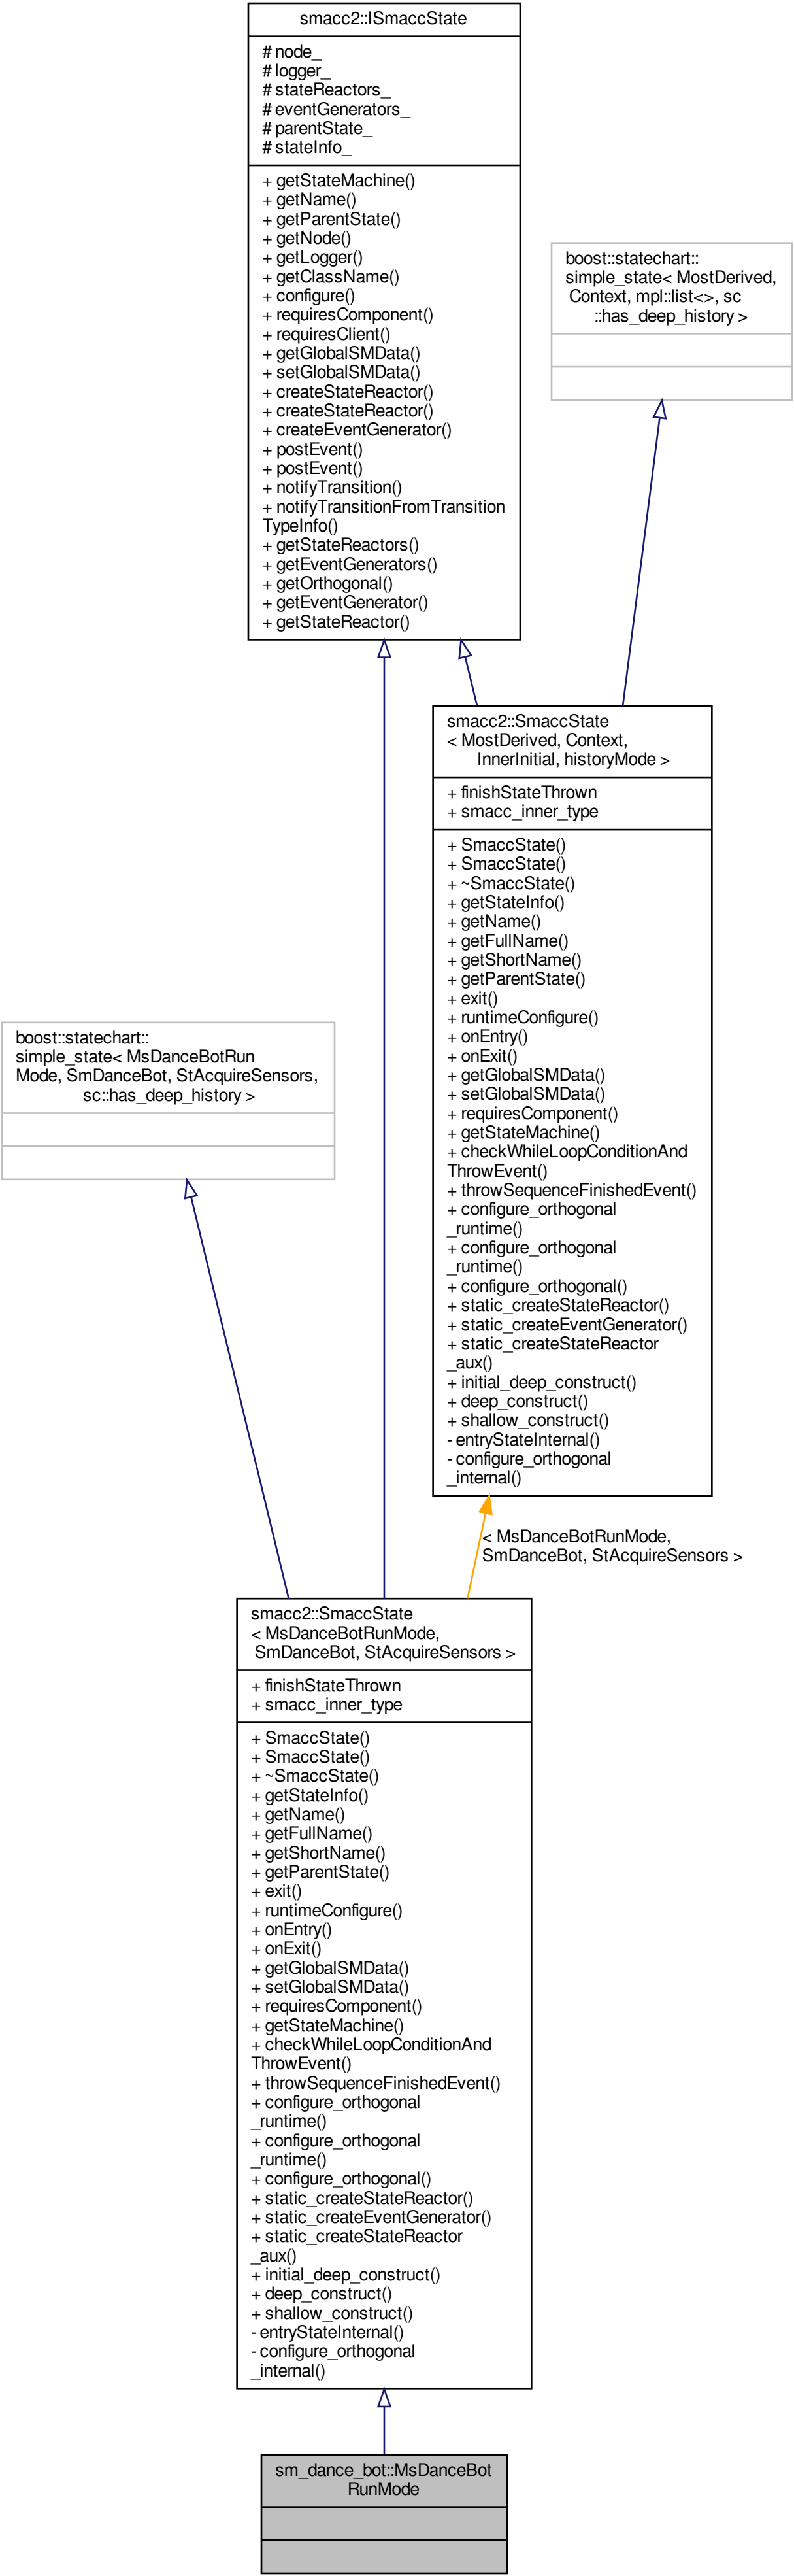 smacc2::ISmaccState
# node_
# logger_
# stateReactors_
# eventGenerators_
# parentState_
# stateInfo_
+ getStateMachine()
+ getName()
+ getParentState()
+ getNode()
+ getLogger()
+ getClassName()
+ configure()
+ requiresComponent()
+ requiresClient()
+ getGlobalSMData()
+ setGlobalSMData()
+ createStateReactor()
+ createStateReactor()
+ createEventGenerator()
+ postEvent()
+ postEvent()
+ notifyTransition()
+ notifyTransitionFromTransition
TypeInfo()
+ getStateReactors()
+ getEventGenerators()
+ getOrthogonal()
+ getEventGenerator()
+ getStateReactor()
boost::statechart::
simple_state< MostDerived,
Context, mpl::list<>, sc
::has_deep_history >
smacc2::SmaccState
< MostDerived, Context,
InnerInitial, historyMode >
+ finishStateThrown
+ smacc_inner_type
+ SmaccState()
+ SmaccState()
+ ~SmaccState()
+ getStateInfo()
+ getName()
+ getFullName()
+ getShortName()
+ getParentState()
+ exit()
+ runtimeConfigure()
+ onEntry()
+ onExit()
+ getGlobalSMData()
+ setGlobalSMData()
+ requiresComponent()
+ getStateMachine()
+ checkWhileLoopConditionAnd
ThrowEvent()
+ throwSequenceFinishedEvent()
+ configure_orthogonal
_runtime()
+ configure_orthogonal
_runtime()
+ configure_orthogonal()
+ static_createStateReactor()
+ static_createEventGenerator()
+ static_createStateReactor
_aux()
+ initial_deep_construct()
+ deep_construct()
+ shallow_construct()
- entryStateInternal()
- configure_orthogonal
_internal()
boost::statechart::
simple_state< MsDanceBotRun
Mode, SmDanceBot, StAcquireSensors,
sc::has_deep_history >
< MsDanceBotRunMode,
SmDanceBot, StAcquireSensors >
smacc2::SmaccState
< MsDanceBotRunMode,
SmDanceBot, StAcquireSensors >
+ finishStateThrown
+ smacc_inner_type
+ SmaccState()
+ SmaccState()
+ ~SmaccState()
+ getStateInfo()
+ getName()
+ getFullName()
+ getShortName()
+ getParentState()
+ exit()
+ runtimeConfigure()
+ onEntry()
+ onExit()
+ getGlobalSMData()
+ setGlobalSMData()
+ requiresComponent()
+ getStateMachine()
+ checkWhileLoopConditionAnd
ThrowEvent()
+ throwSequenceFinishedEvent()
+ configure_orthogonal
_runtime()
+ configure_orthogonal
_runtime()
+ configure_orthogonal()
+ static_createStateReactor()
+ static_createEventGenerator()
+ static_createStateReactor
_aux()
+ initial_deep_construct()
+ deep_construct()
+ shallow_construct()
- entryStateInternal()
- configure_orthogonal
_internal()
sm_dance_bot::MsDanceBot
RunMode